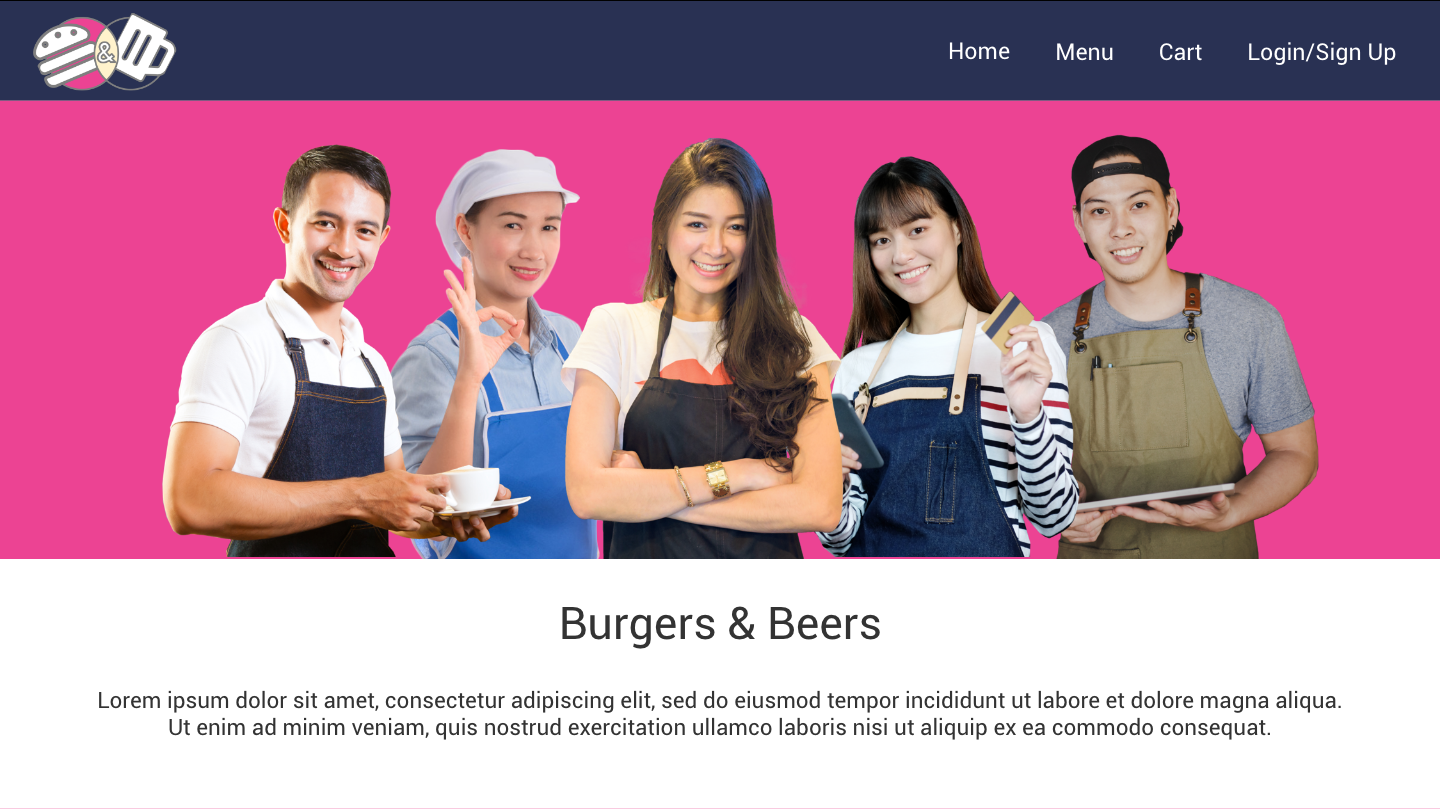 &
Home Menu Cart Login/Sign Up
Burgers & Beers
Lorem ipsum dolor sit amet, consectetur adipiscing elit, sed do eiusmod tempor incididunt ut labore et dolore magna aliqua.
Ut enim ad minim veniam, quis nostrud exercitation ullamco laboris nisi ut aliquip ex ea commodo consequat.